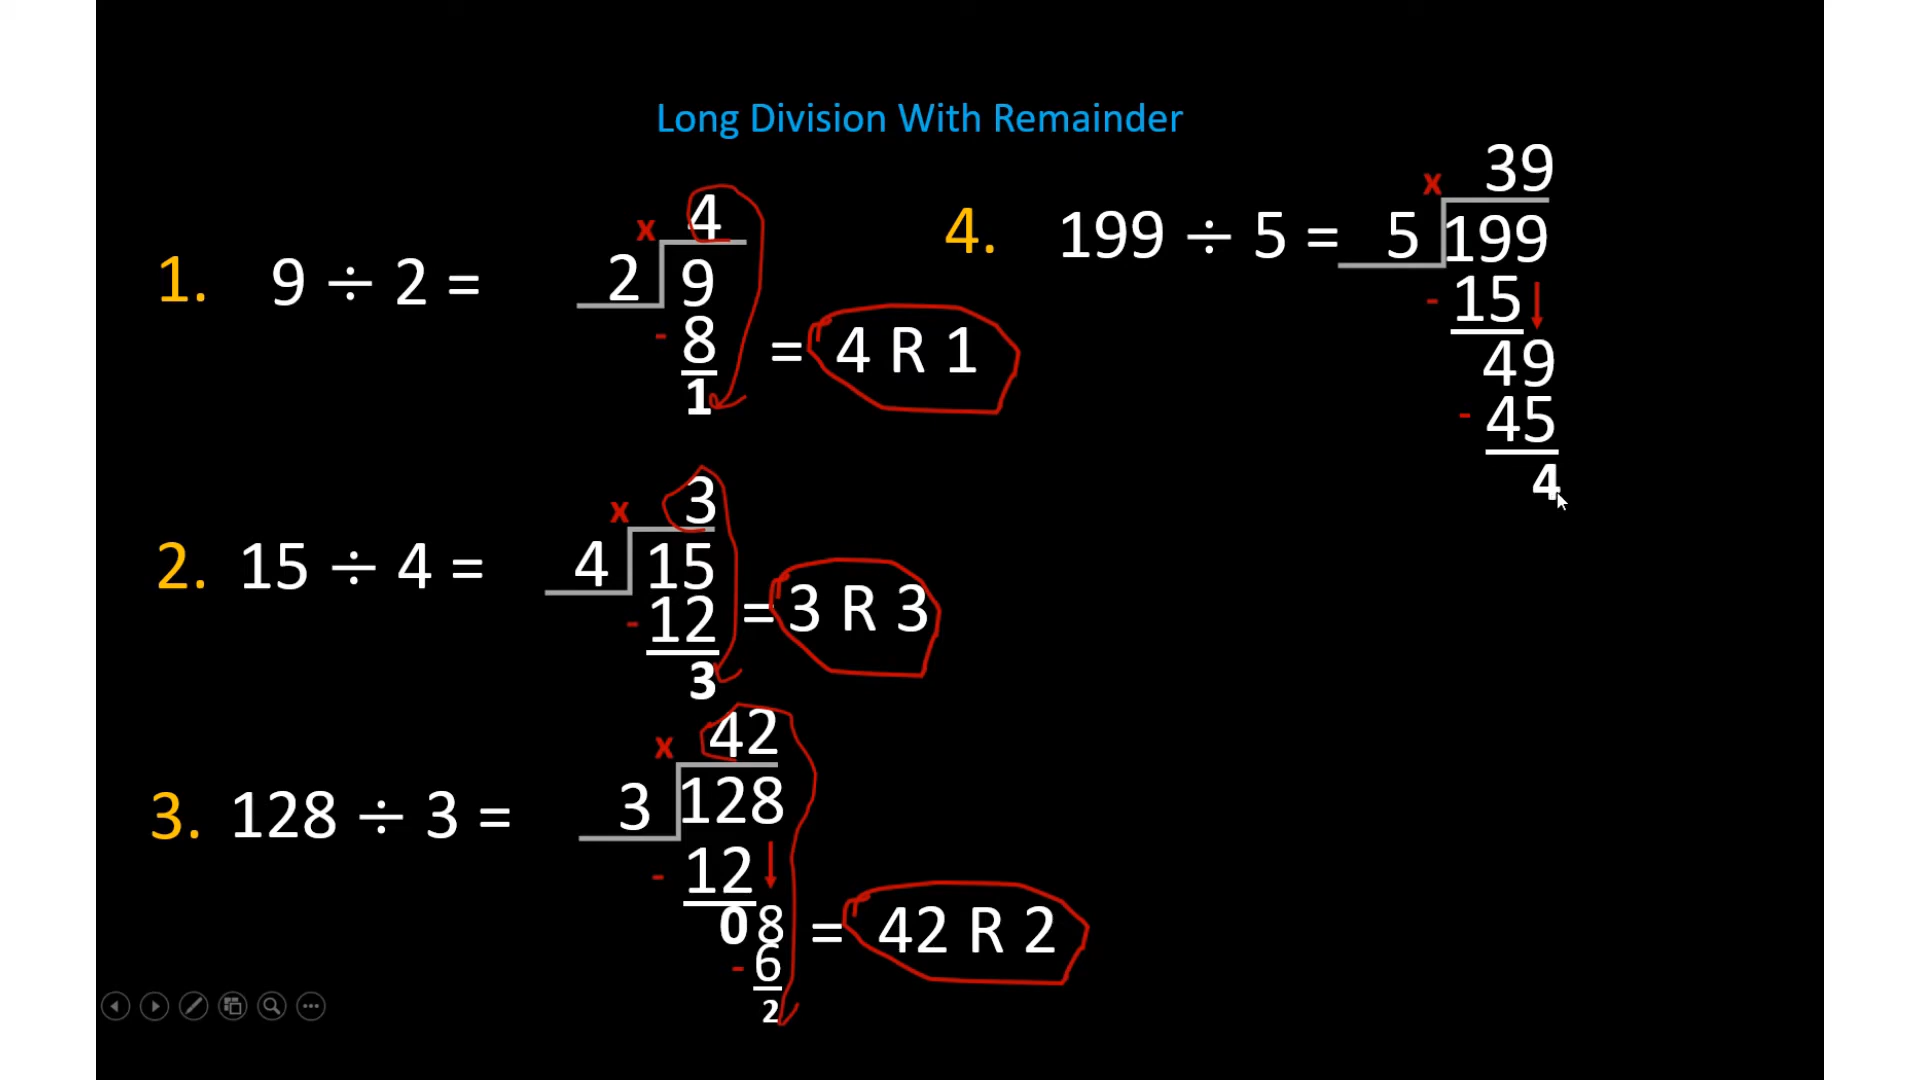 Long Division With Remainder
1. 9 ÷ 2 =
x 4
2 9
- 8
1
= 4 R 1
2. 15 ÷ 4 =
x 3
4 15
- 12
3
= 3 R 3
3. 128 ÷ 3 =
x 42
3 128
- 12
08
- 6
2
= 42 R 2
4. 199 ÷ 5 =
x 39
5 199
- 15
49
- 45
4